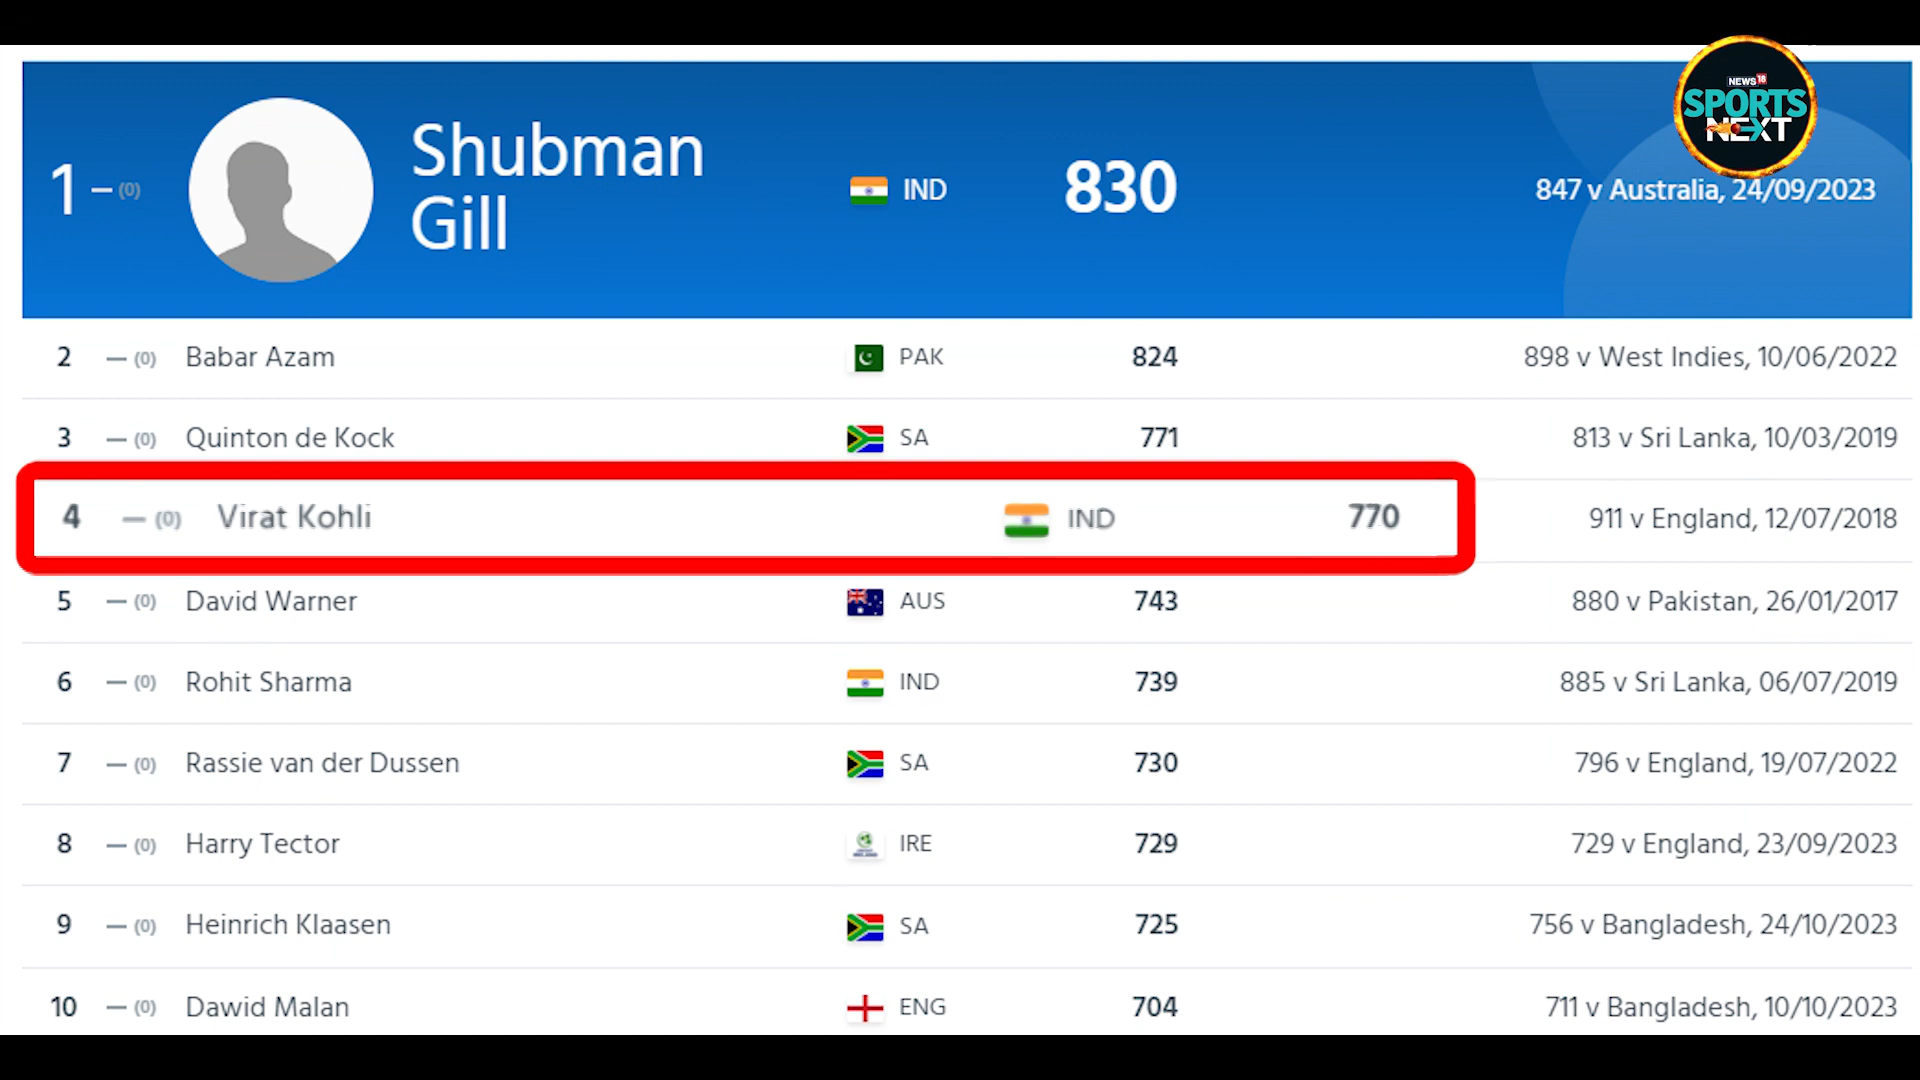 NEWS18
SPORTS
NEXT
1 – (0) Shubman Gill IND 830 847 v Australia, 24/09/2023
2 — (0) Babar Azam PAK 824 898 v West Indies, 10/06/2022
3 — (0) Quinton de Kock SA 771 813 v Sri Lanka, 10/03/2019
4 — (0) Virat Kohli IND 770 911 v England, 12/07/2018
5 — (0) David Warner AUS 743 880 v Pakistan, 26/01/2017
6 — (0) Rohit Sharma IND 739 885 v Sri Lanka, 06/07/2019
7 — (0) Rassie van der Dussen SA 730 796 v England, 19/07/2022
8 — (0) Harry Tector IRE 729 729 v England, 23/09/2023
9 — (0) Heinrich Klaasen SA 725 756 v Bangladesh, 24/10/2023
10 — (0) Dawid Malan ENG 704 711 v Bangladesh, 10/10/2023